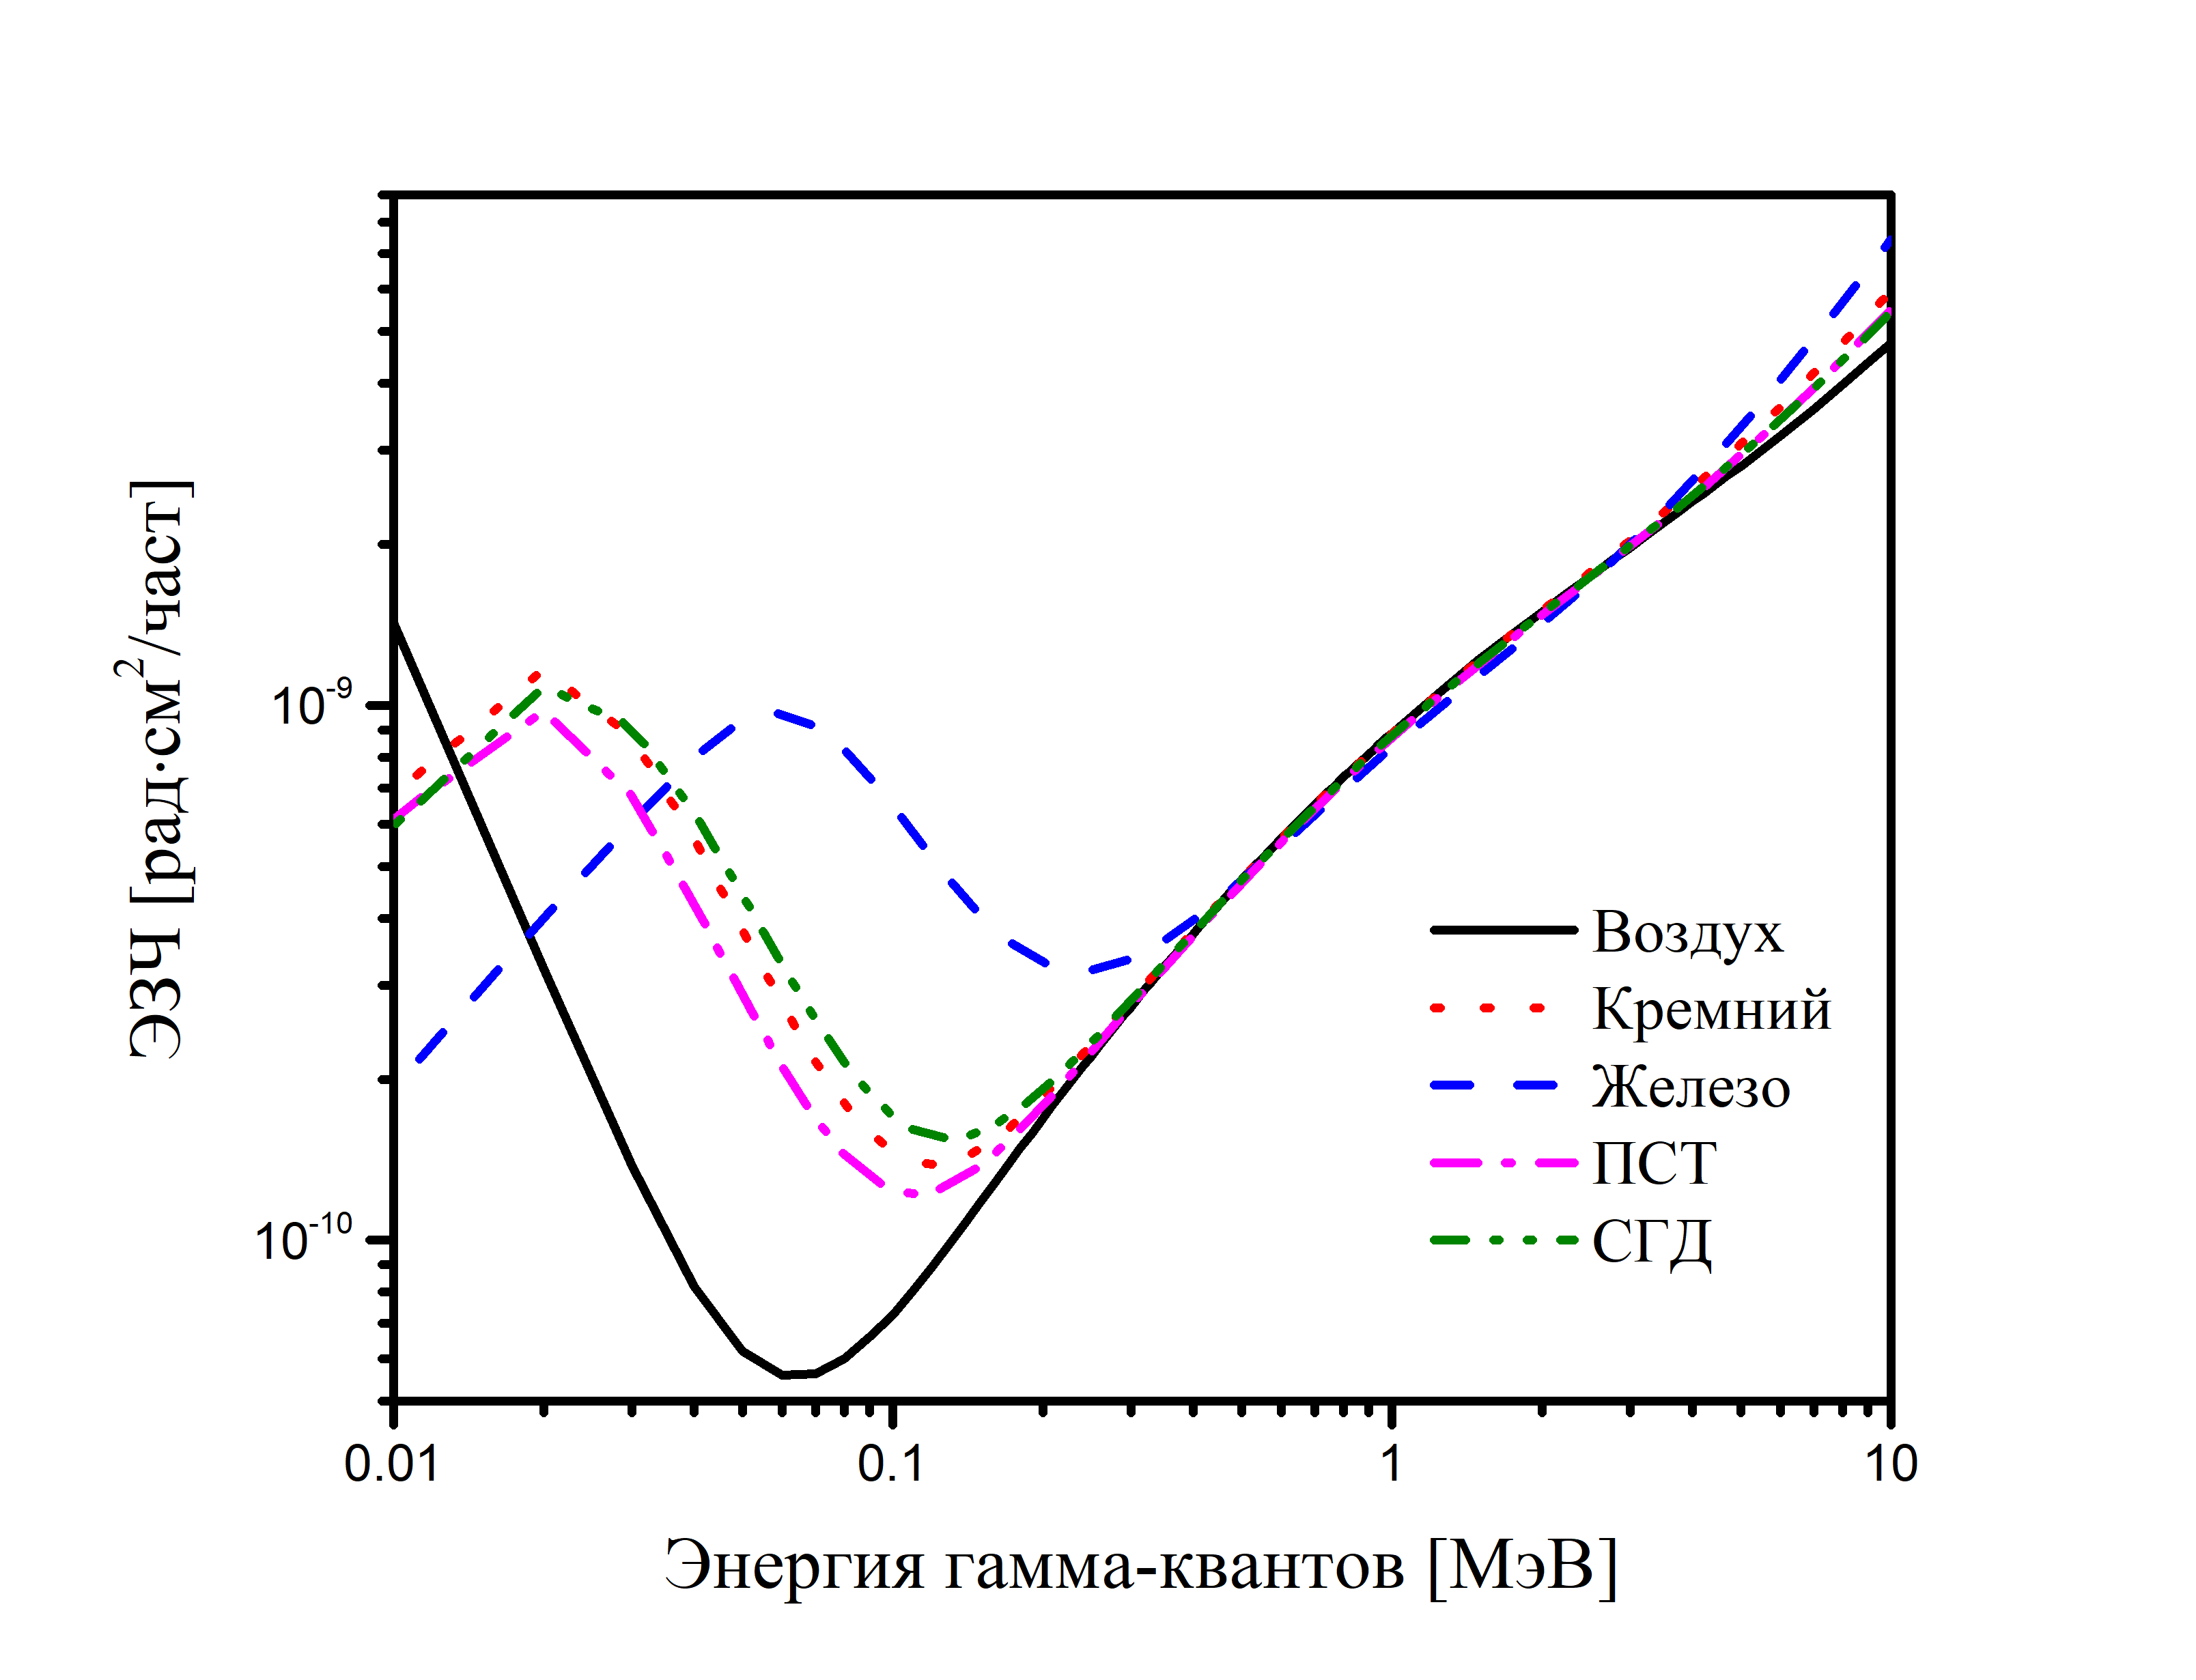 ЭЗЧ [рад·см²/част]
10⁻⁹
10⁻¹⁰
0.01
0.1
1
10
Энергия гамма-квантов [МэВ]
Воздух
Кремний
Железо
ПСТ
СГД